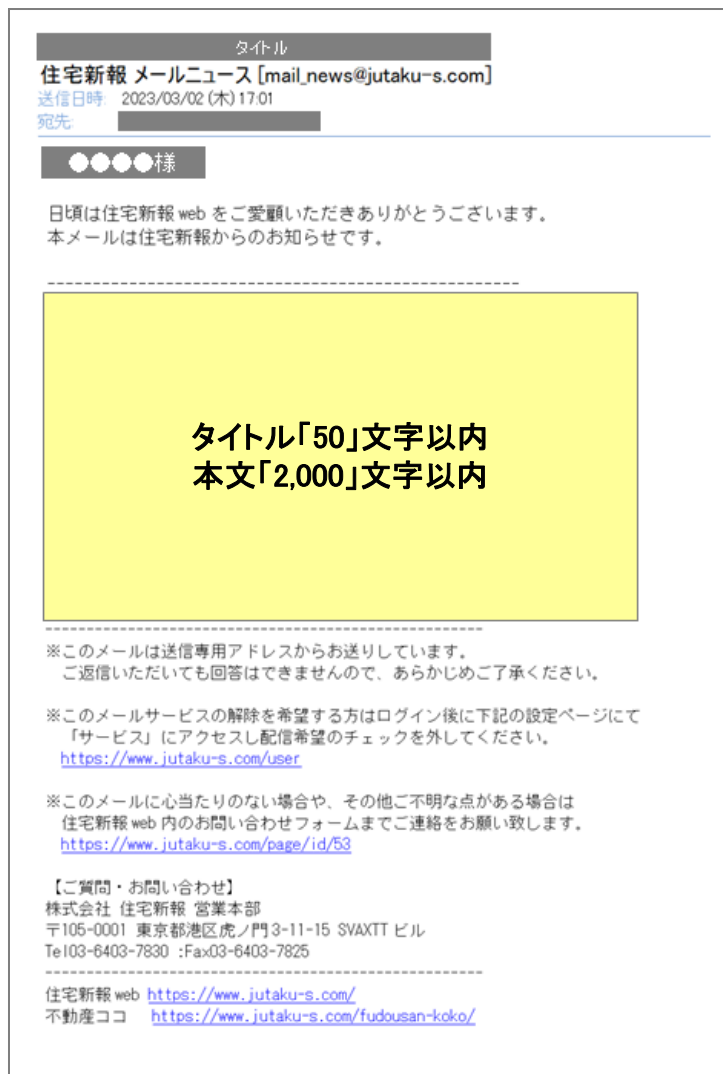 タイトル
住宅新報 メールニュース [mail_news@jutaku-s.com]
送信日時: 2023/03/02 (木) 17:01
宛先:
●●●●様
日頃は住宅新報 web をご愛顧いただきありがとうございます。
本メールは住宅新報からのお知らせです。
----------------------------------------------------
タイトル「50」文字以内
本文「2,000」文字以内
----------------------------------------------------
※このメールは送信専用アドレスからお送りしています。
ご返信いただいても回答はできませんので、あらかじめご了承ください。
※このメールサービスの解除を希望する方はログイン後に下記の設定ページにて
「サービス」にアクセスし配信希望のチェックを外してください。
https://www.jutaku-s.com/user
※このメールに心当たりのない場合や、その他ご不明な点がある場合は
住宅新報 web 内のお問い合わせフォームまでご連絡をお願い致します。
https://www.jutaku-s.com/page/id/53
【ご質問・お問い合わせ】
株式会社 住宅新報 営業本部
〒105-0001 東京都港区虎ノ門 3-11-15 SVAXTT ビル
Tel03-6403-7830 :Fax03-6403-7825
----------------------------------------------------
住宅新報 web https://www.jutaku-s.com/
不動産ココ https://www.jutaku-s.com/fudousan-koko/